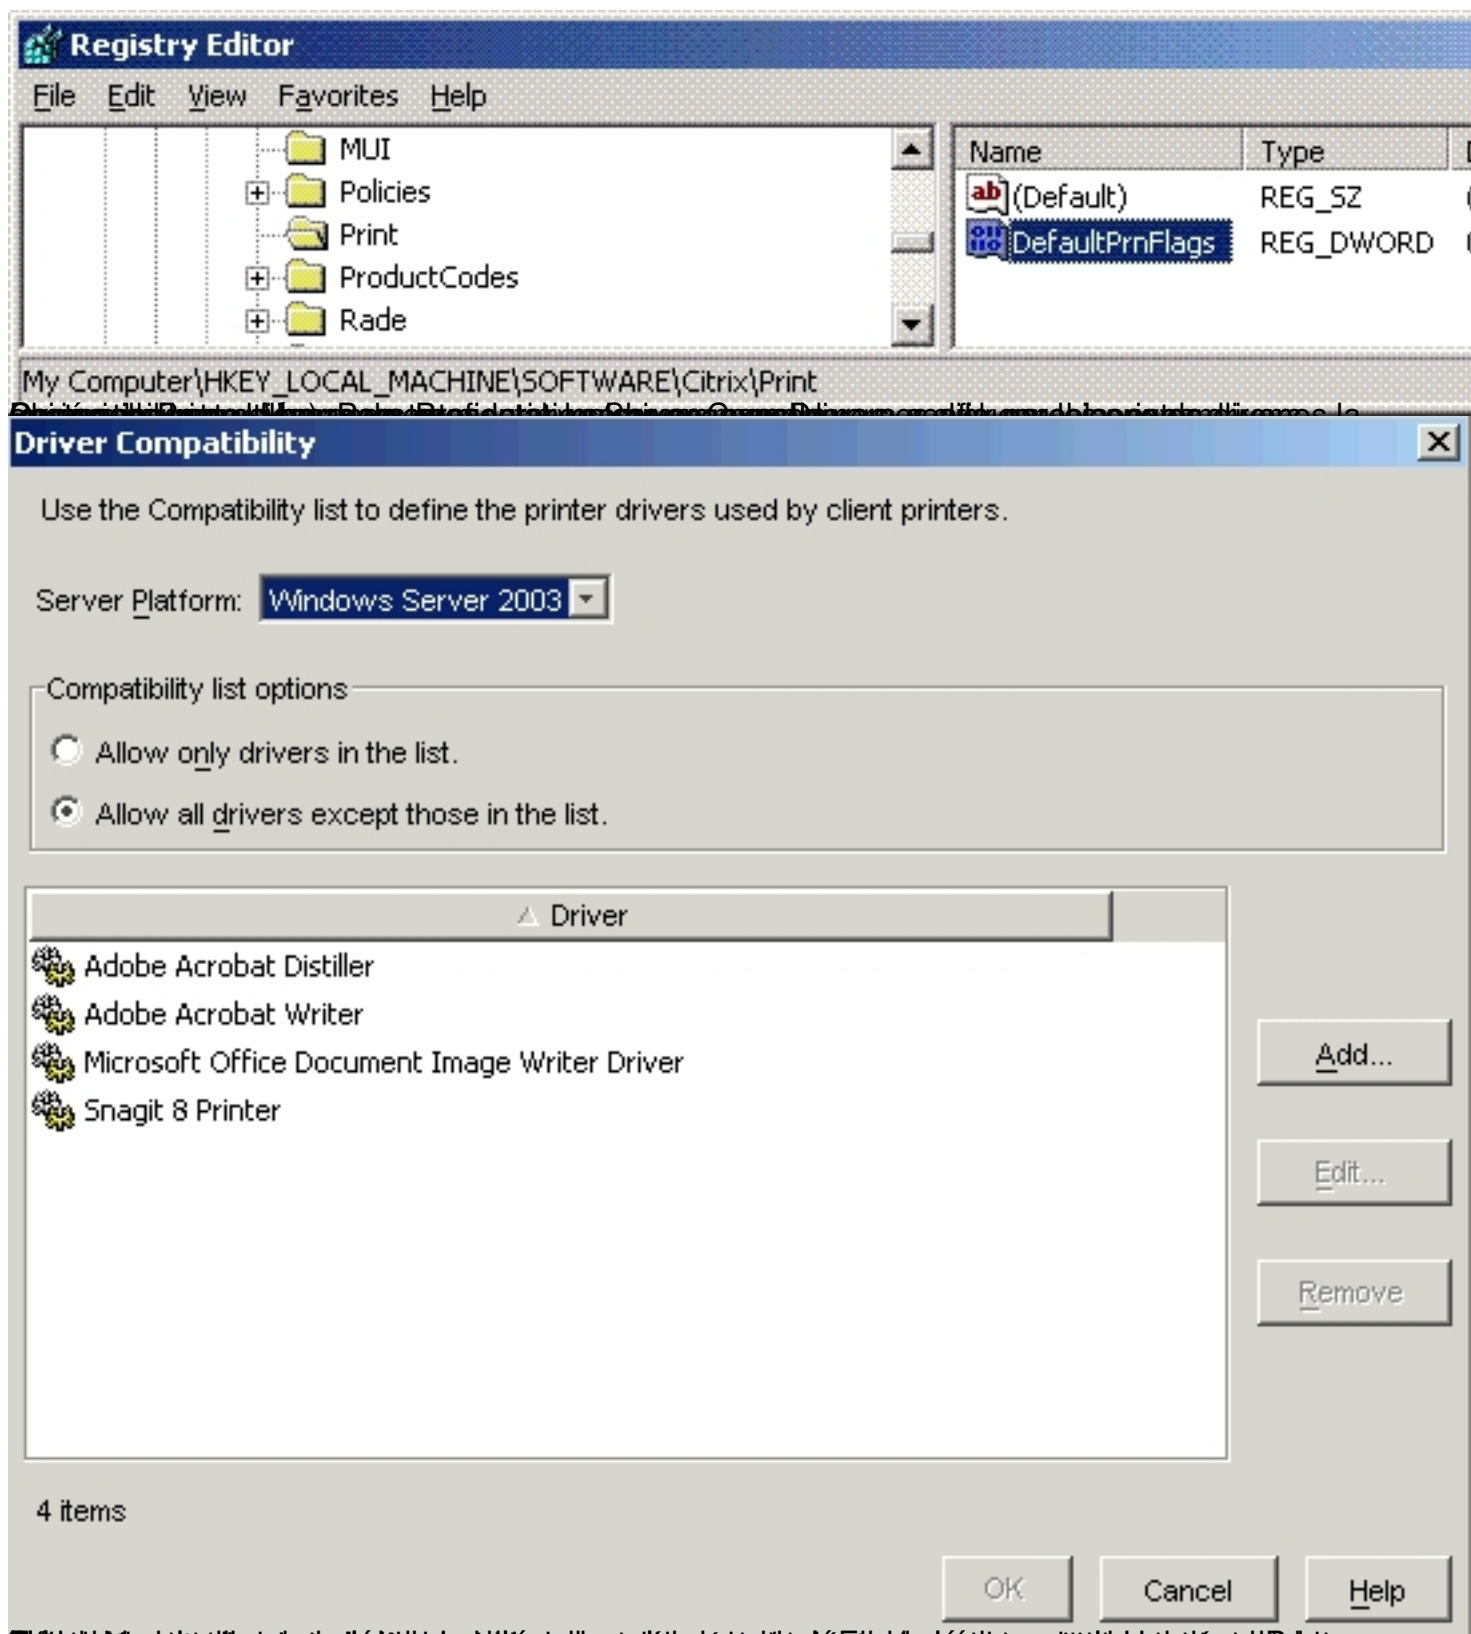 Registry Editor
File Edit View Favorites Help
MUI
Policies
Print
ProductCodes
Rade
Name Type
(Default) REG_SZ
DefaultPrnFlags REG_DWORD
My Computer\HKEY_LOCAL_MACHINE\SOFTWARE\Citrix\Print
Driver Compatibility
Use the Compatibility list to define the printer drivers used by client printers.
Server Platform: Windows Server 2003
Compatibility list options
Allow only drivers in the list.
Allow all drivers except those in the list.
Driver
Adobe Acrobat Distiller
Adobe Acrobat Writer
Microsoft Office Document Image Writer Driver
Snagit 8 Printer
Add...
Edit...
Remove
4 items
OK Cancel Help